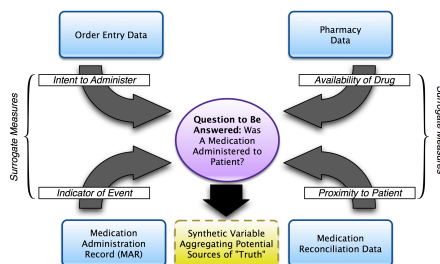 Order Entry Data
Pharmacy
Data
Intent to Administer
Availability of Drug
Surrogate Measures
Question to Be
Answered: Was
A Medication
Administered to
Patient?
Surrogate Measures
Indicator of Event
Proximity to Patient
Medication
Administration
Record (MAR)
Synthetic Variable
Aggregating Potential
Sources of "Truth"
Medication
Reconciliation Data